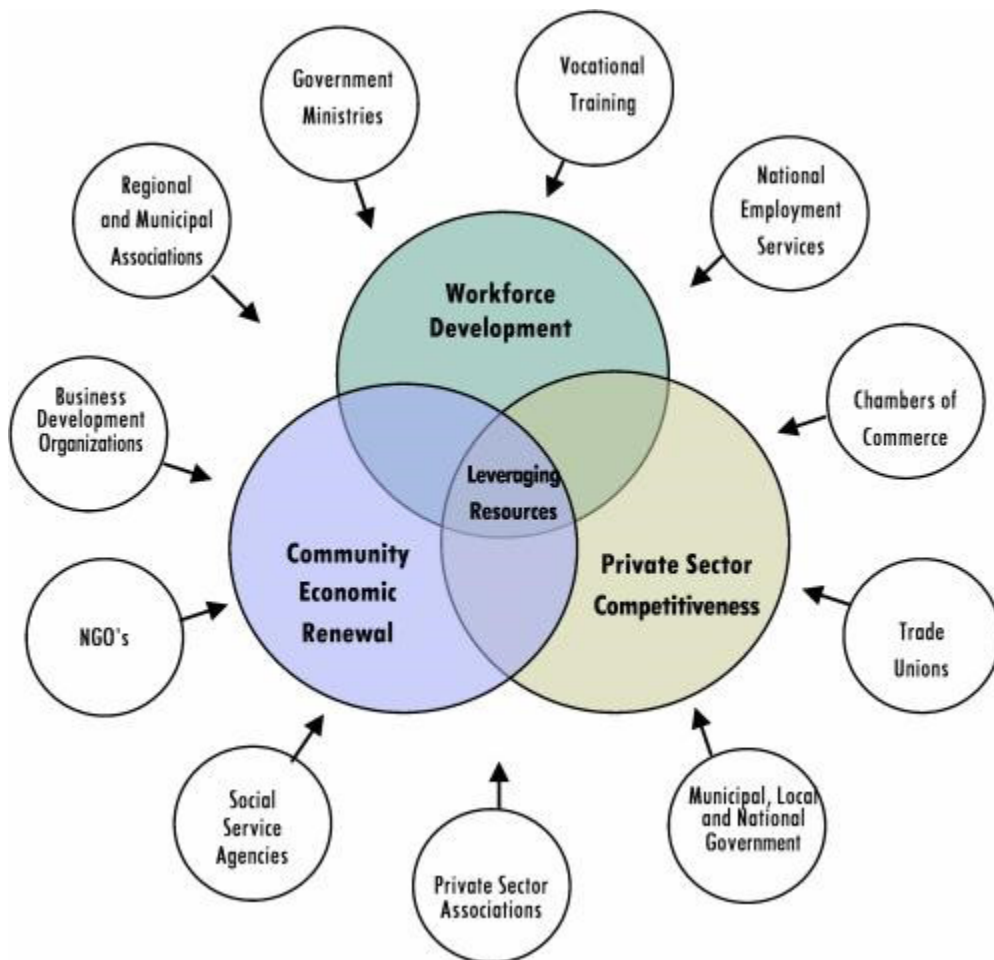 Government
Ministries
Vocational
Training
Regional
and Municipal
Associations
National
Employment
Services
Workforce
Development
Business
Development
Organizations
Chambers of
Commerce
Leveraging
Resources
Community
Economic
Renewal
Private Sector
Competitiveness
NGO's
Trade
Unions
Social
Service
Agencies
Private Sector
Associations
Municipal, Local
and National
Government